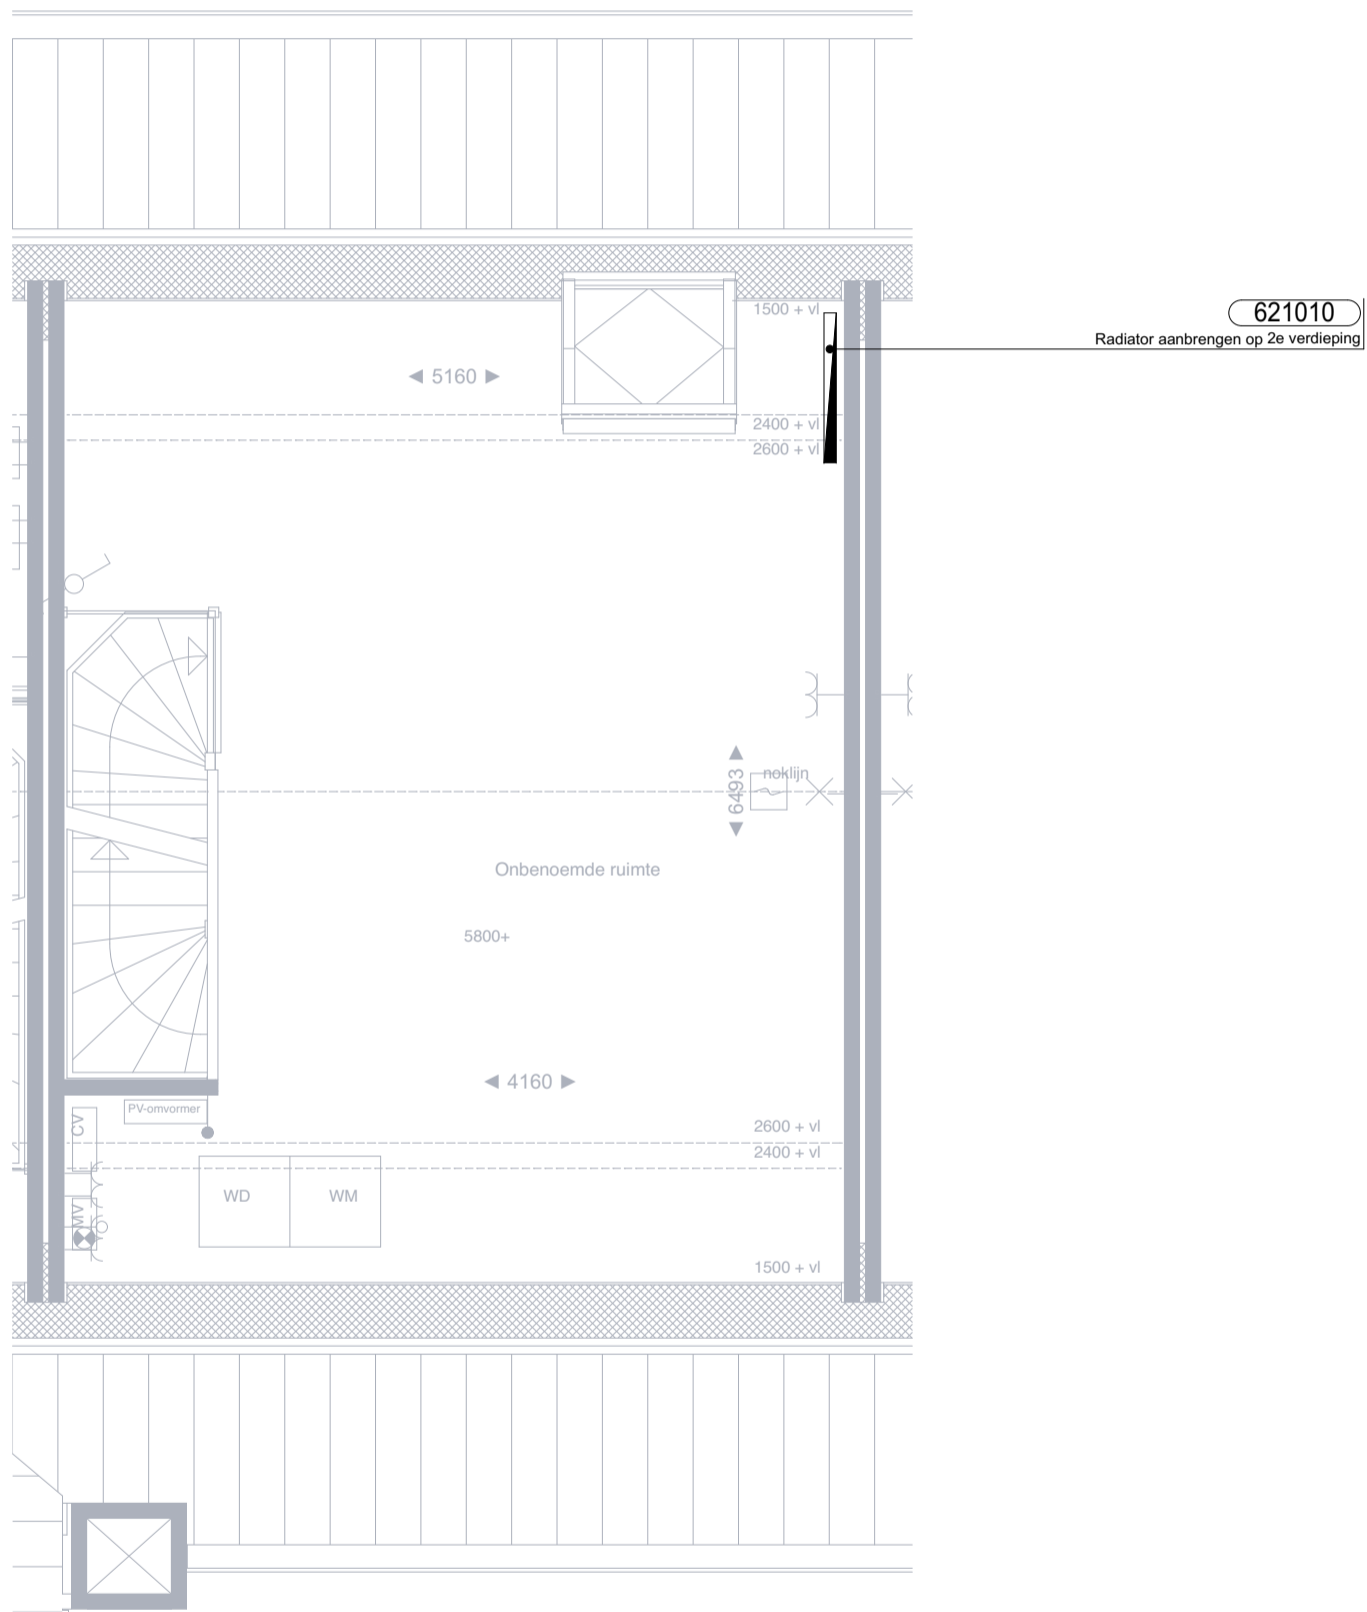 1500 + vl
621010
Radiator aanbrengen op 2e verdieping
5160
2400 + vl
2600 + vl
noklijn
6493
Onbenoemde ruimte
5800+
4160
PV-omvormer
CV
2600 + vl
2400 + vl
WD
WM
MV
1500 + vl